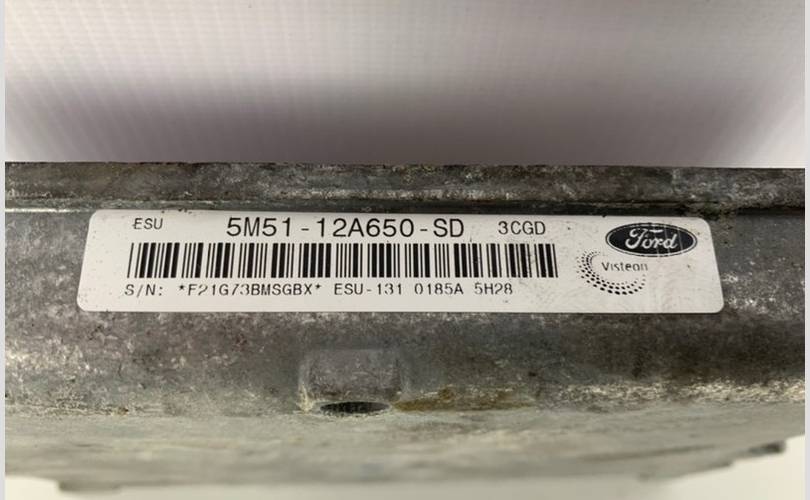 ESU 5M51-12A650-SD 3CGD
Ford
Visteon
S/N: *F21G73BMSGBX* ESU-131 0185A 5H28